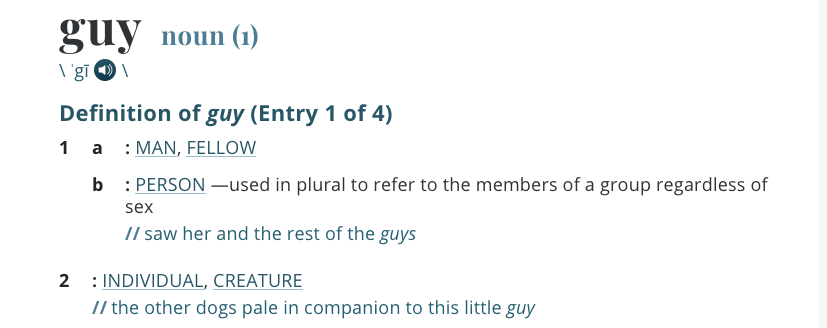 guy noun (1)
\ ˈgī \
Definition of guy (Entry 1 of 4)
1 a : MAN, FELLOW
b : PERSON —used in plural to refer to the members of a group regardless of
sex
// saw her and the rest of the guys
2 : INDIVIDUAL, CREATURE
// the other dogs pale in companion to this little guy